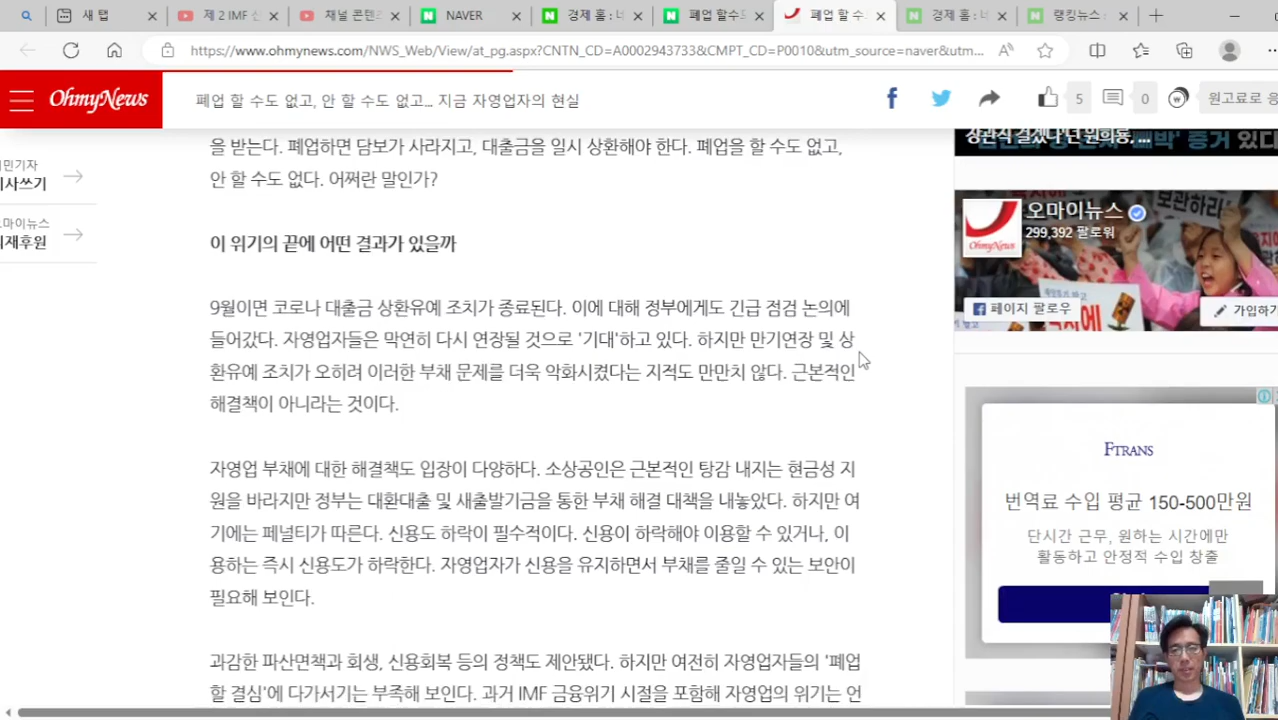 새 탭
제 2 IMF
채널 콘텐
NAVER
경제 홈 : 네
폐업 할수도
폐업 할 수
경제 홈 : 네
랭킹뉴스
https://www.ohmynews.com/NWS_Web/View/at_pg.aspx?CNTN_CD=A0002943733&CMPT_CD=P0010&utm_source=naver&utm...
OhmyNews
폐업 할 수도 없고, 안 할 수도 없고... 지금 자영업자의 현실
5
0
원고료로 응
민기자
사쓰기
마이뉴스
재후원
을 받는다. 폐업하면 담보가 사라지고, 대출금을 일시 상환해야 한다. 폐업을 할 수도 없고,
안 할 수도 없다. 어쩌란 말인가?
이 위기의 끝에 어떤 결과가 있을까
9월이면 코로나 대출금 상환유예 조치가 종료된다. 이에 대해 정부에게도 긴급 점검 논의에
들어갔다. 자영업자들은 막연히 다시 연장될 것으로 '기대'하고 있다. 하지만 만기연장 및 상
환유예 조치가 오히려 이러한 부채 문제를 더욱 악화시켰다는 지적도 만만치 않다. 근본적인
해결책이 아니라는 것이다.
자영업 부채에 대한 해결책도 입장이 다양하다. 소상공인은 근본적인 탕감 내지는 현금성 지
원을 바라지만 정부는 대환대출 및 새출발기금을 통한 부채 해결 대책을 내놓았다. 하지만 여
기에는 페널티가 따른다. 신용도 하락이 필수적이다. 신용이 하락해야 이용할 수 있거나, 이
용하는 즉시 신용도가 하락한다. 자영업자가 신용을 유지하면서 부채를 줄일 수 있는 보안이
필요해 보인다.
과감한 파산면책과 회생, 신용회복 등의 정책도 제안됐다. 하지만 여전히 자영업자들의 '폐업
할 결심'에 다가서기는 부족해 보인다. 과거 IMF 금융위기 시절을 포함해 자영업의 위기는 언
장관직 걸겠다"던 원희룡, ...
증거 있다
보관하라!
오마이뉴스
299,392 팔로워
OhmyNews
페이지 팔로우
가입하기
FTRANS
번역료 수입 평균 150-500만원
단시간 근무, 원하는 시간에만
활동하고 안정적 수입 창출